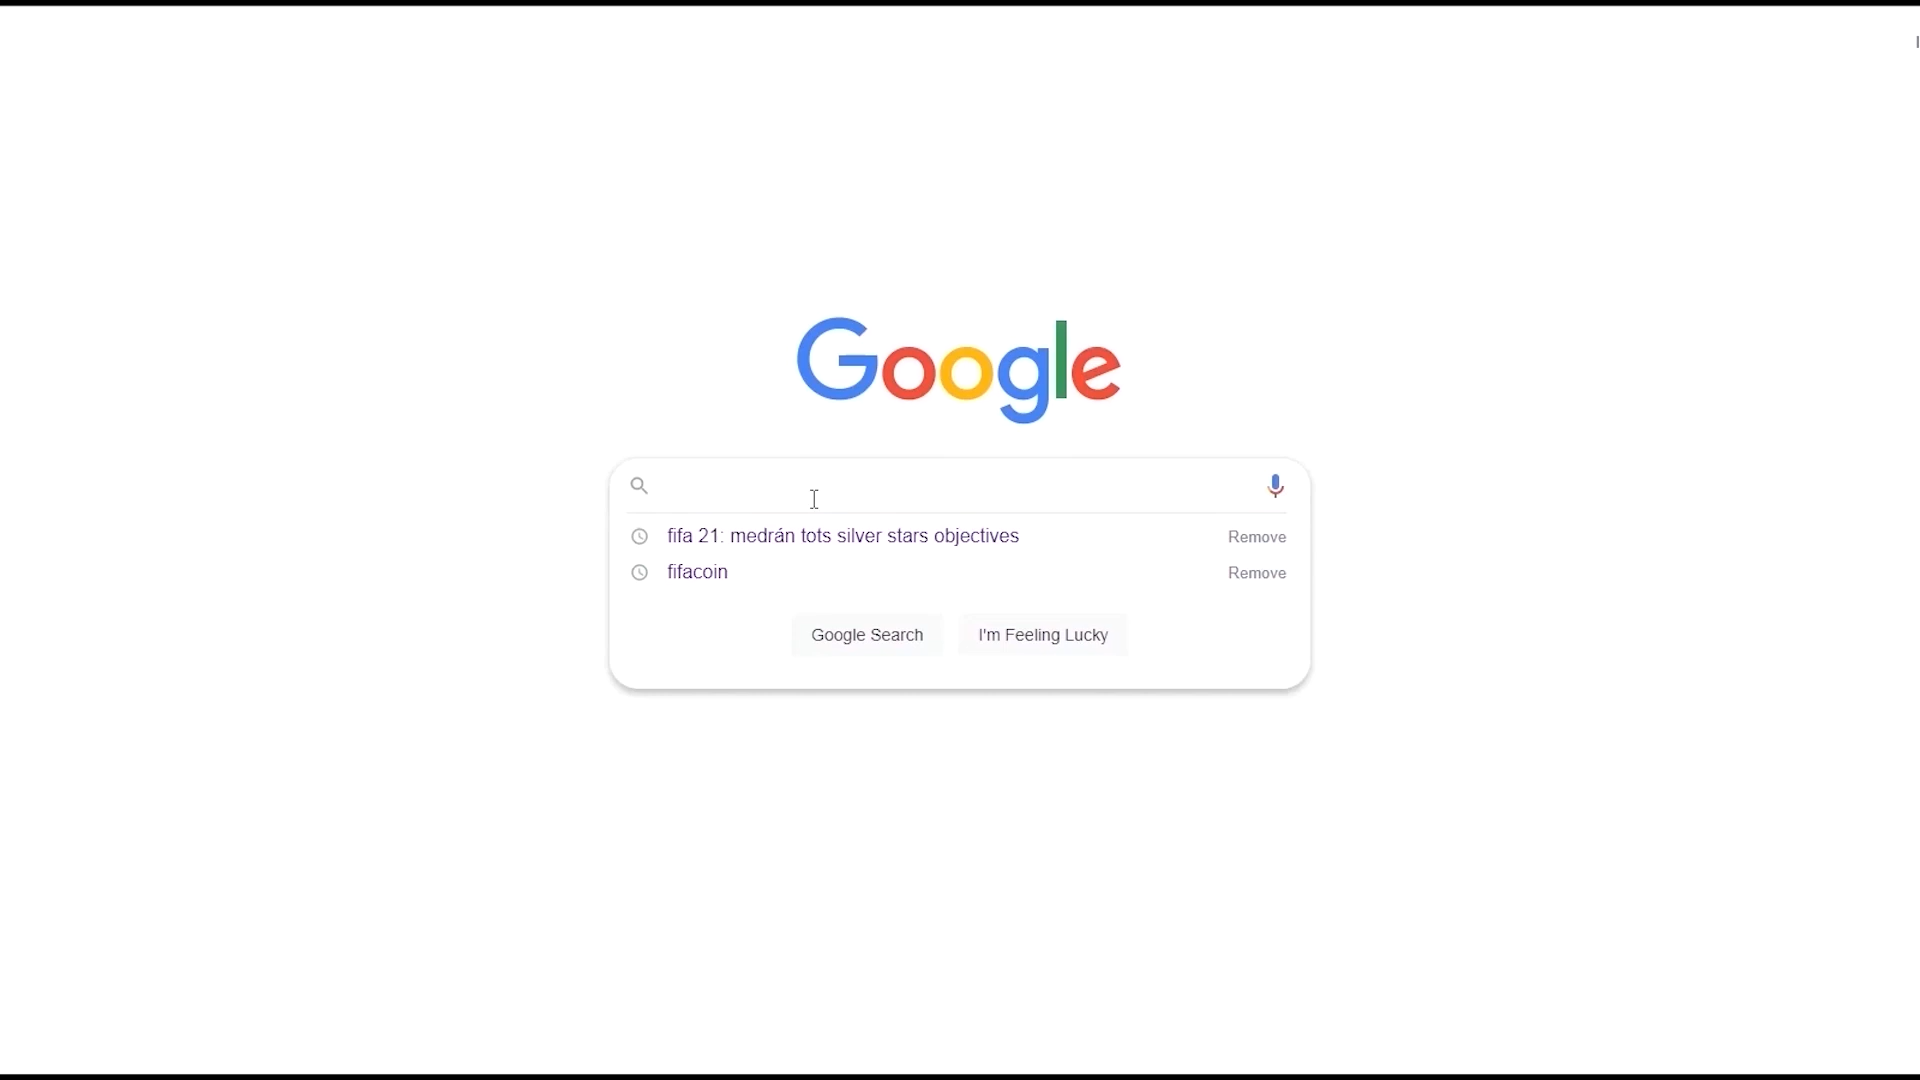 Google
fifa 21: medrán tots silver stars objectives
Remove
fifacoin
Remove
Google Search
I'm Feeling Lucky